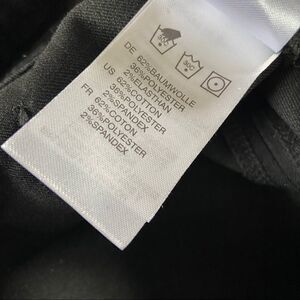 DE 62%BAUMWOLLE
36%POLYESTER
2%ELASTHAN
US 62%COTTON
36%POLYESTER
2%SPANDEX
FR 62%COTON
36%POLYESTER
2%SPANDEX